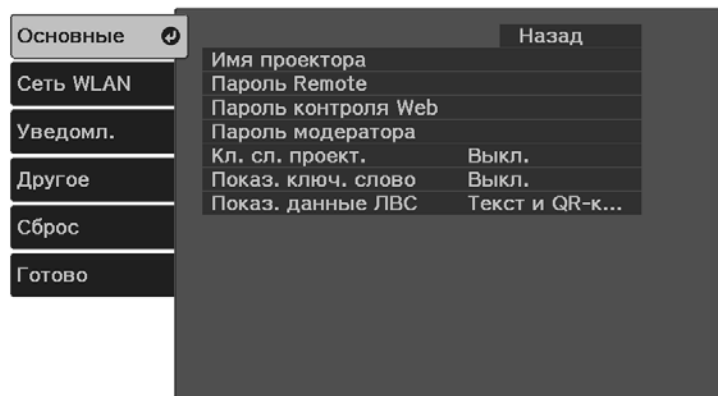 Основные
Сеть WLAN
Уведомл.
Другое
Сброс
Готово
Назад
Имя проектора
Пароль Remote
Пароль контроля Web
Пароль модератора
Кл. сл. проект. Выкл.
Показ. ключ. слово Выкл.
Показ. данные ЛВС Текст и QR-к...